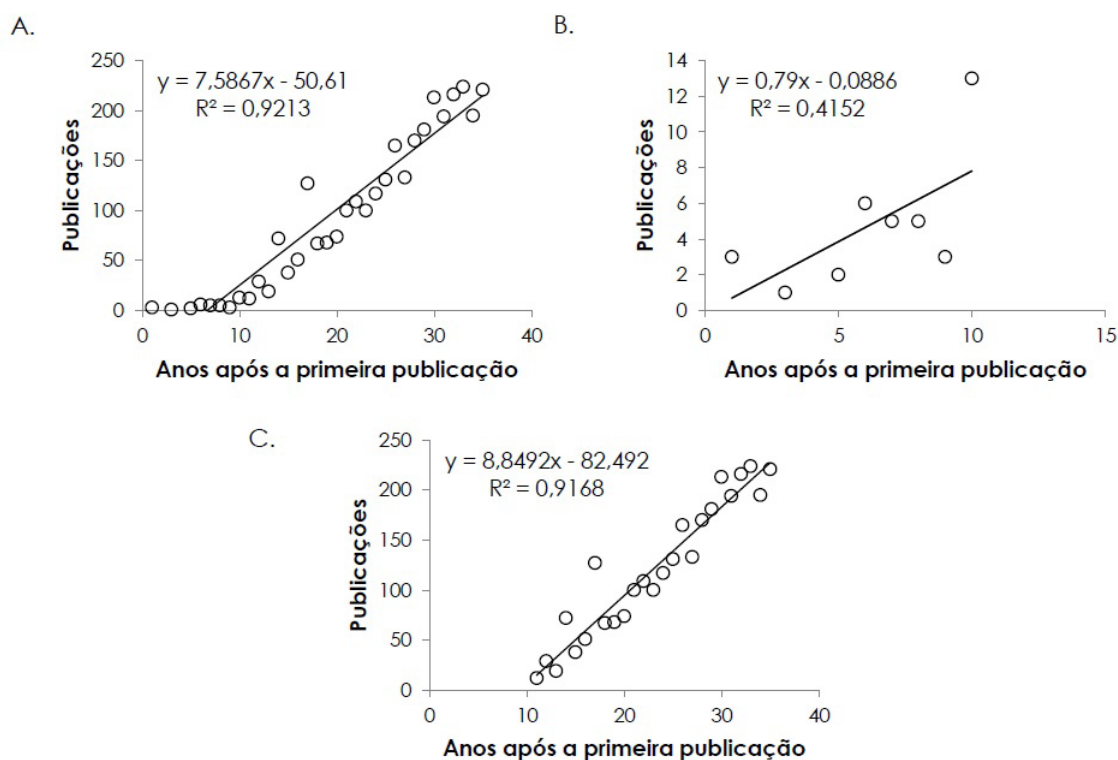 A.
y = 7,5867x - 50,61
R² = 0,9213
Publicações
250
200
150
100
50
0
0 10 20 30 40
Anos após a primeira publicação
B.
y = 0,79x - 0,0886
R² = 0,4152
Publicações
14
12
10
8
6
4
2
0
0 5 10 15
Anos após a primeira publicação
C.
y = 8,8492x - 82,492
R² = 0,9168
Publicações
250
200
150
100
50
0
0 10 20 30 40
Anos após a primeira publicação